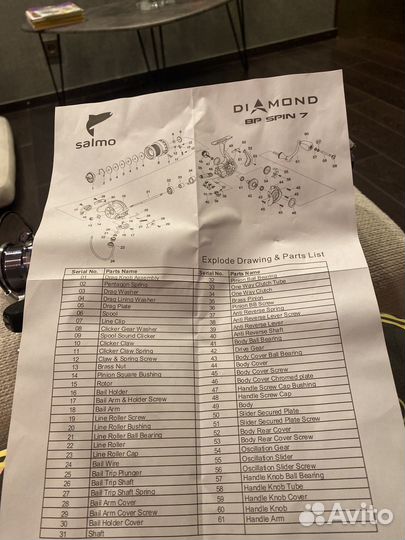 salmo
DIAMOND
BP SPIN 7
Explode Drawing & Parts List
Serial No. Parts Name
01 Drag Knob Assembly
02 Pentagon Spring
03 Drag Washer
04 Drag Lining Washer
05 Drag Plate
06 Spool
07 Line Clip
08 Clicker Gear Washer
09 Spool Sound Clicker
10 Clicker Claw
11 Clicker Claw Spring
12 Claw & Spring Screw
13 Brass Nut
14 Pinion Square Bushing
15 Rotor
16 Bail Holder
17 Bail Arm & Holder Screw
18 Bail Arm
19 Line Roller Screw
20 Line Roller Bushing
21 Line Roller Ball Bearing
22 Line Roller
23 Line Roller Cap
24 Bail Wire
25 Bail Trip Plunger
26 Bail Trip Shaft
27 Bail Trip Shaft Spring
28 Bail Arm Cover
29 Bail Arm Cover Screw
30 Bail Holder Cover
31 Shaft
Serial No. Parts Name
32 Pinion Ball Bearing
33 One Way Clutch Tube
34 One Way Clutch
35 Brass Pinion
36 Pinion BB Screw
37 Anti Reverse Spring
38 Anti Reverse Lever Screw
39 Anti Reverse Lever
40 Anti Reverse Shaft
41 Body Ball Bearing
42 Drive Gear
43 Body Cover Ball Bearing
44 Body Cover
45 Body Cover Screw
46 Body Cover Chromed plate
47 Handle Screw Cap Bushing
48 Handle Screw Cap
49 Body
50 Slider Secured Plate
51 Slider Secured Plate Screw
52 Body Rear Cover
53 Body Rear Cover Screw
54 Oscillation Gear
55 Oscillation Slider
56 Oscillation Slider Screw
57 Handle Knob Ball Bearing
58 Handle Knob Tube
59 Handle Knob Cover
60 Handle Knob
61 Handle Arm
Avito